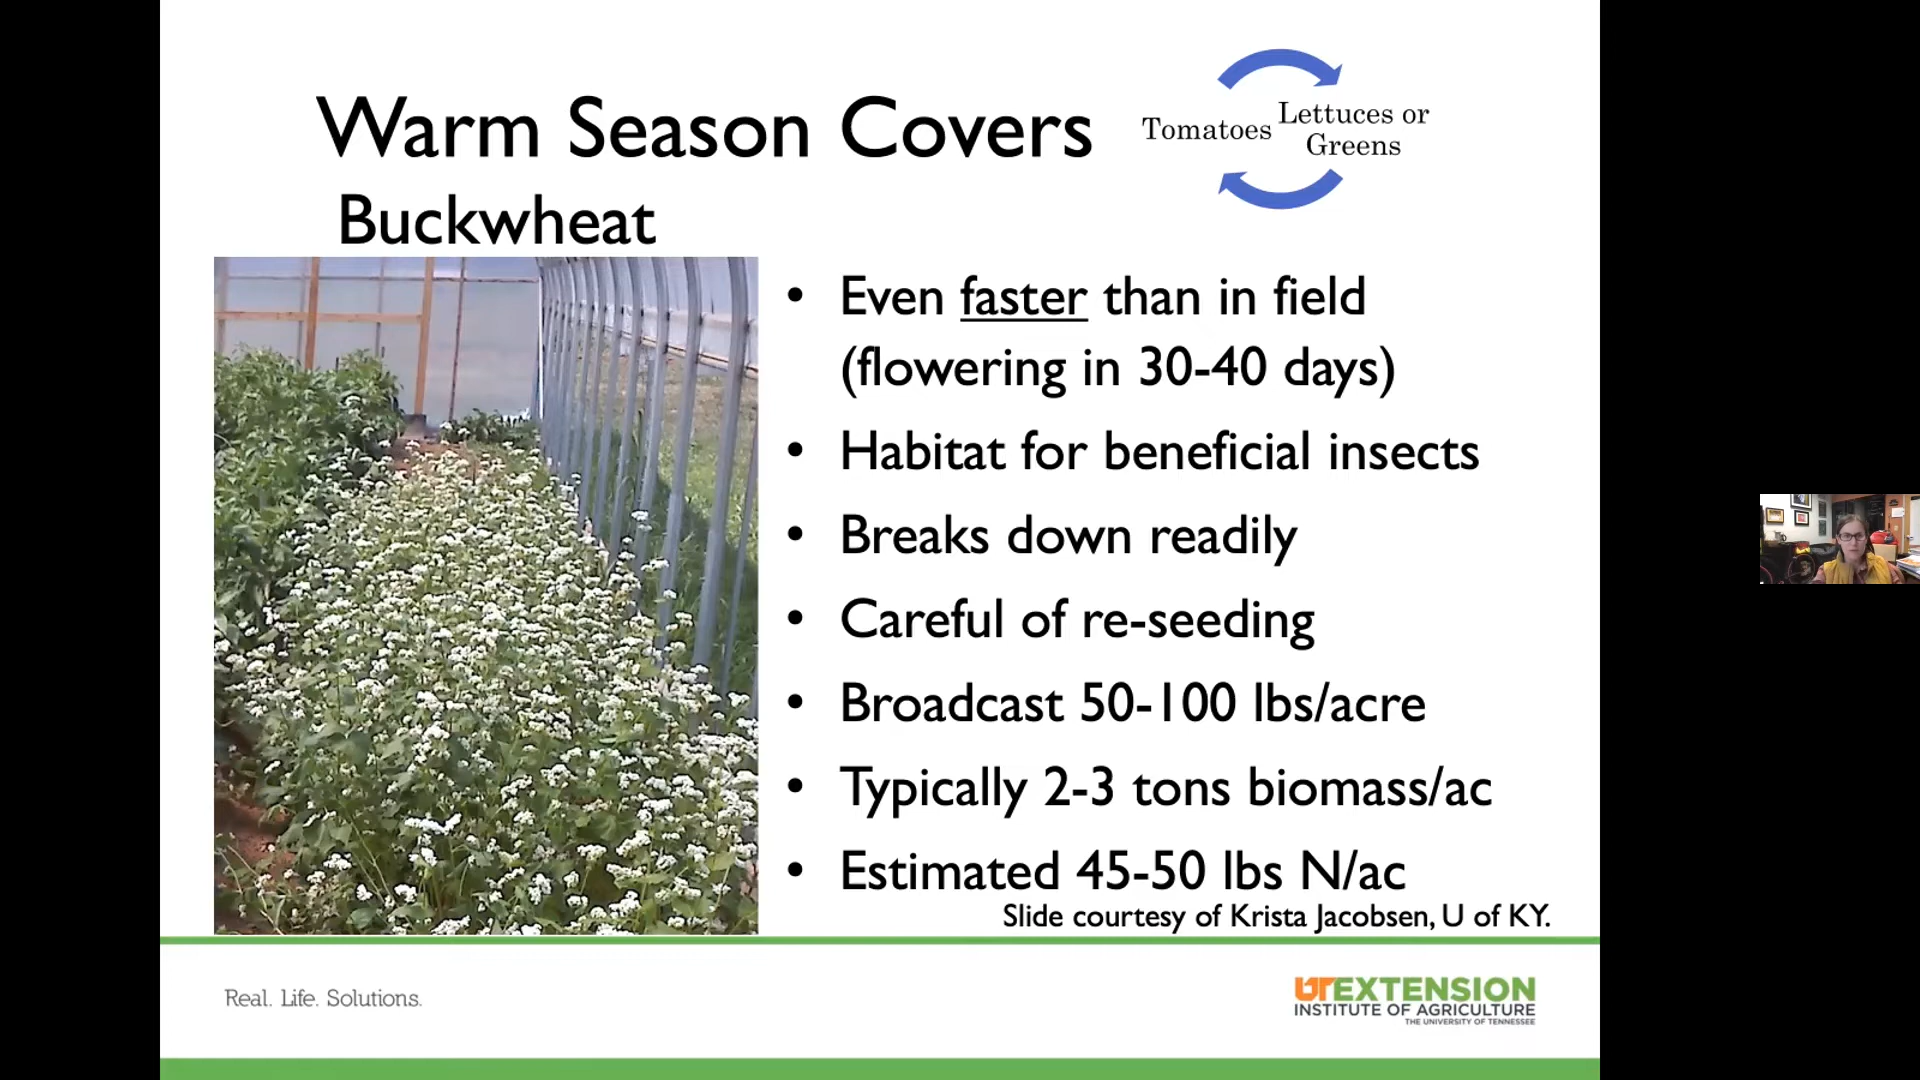 Warm Season Covers
Tomatoes
Lettuces or
Greens
Buckwheat
• Even faster than in field
(flowering in 30-40 days)
• Habitat for beneficial insects
• Breaks down readily
• Careful of re-seeding
• Broadcast 50-100 lbs/acre
• Typically 2-3 tons biomass/ac
• Estimated 45-50 lbs N/ac
Slide courtesy of Krista Jacobsen, U of KY.
Real. Life. Solutions.
UT EXTENSION
INSTITUTE OF AGRICULTURE
THE UNIVERSITY OF TENNESSEE